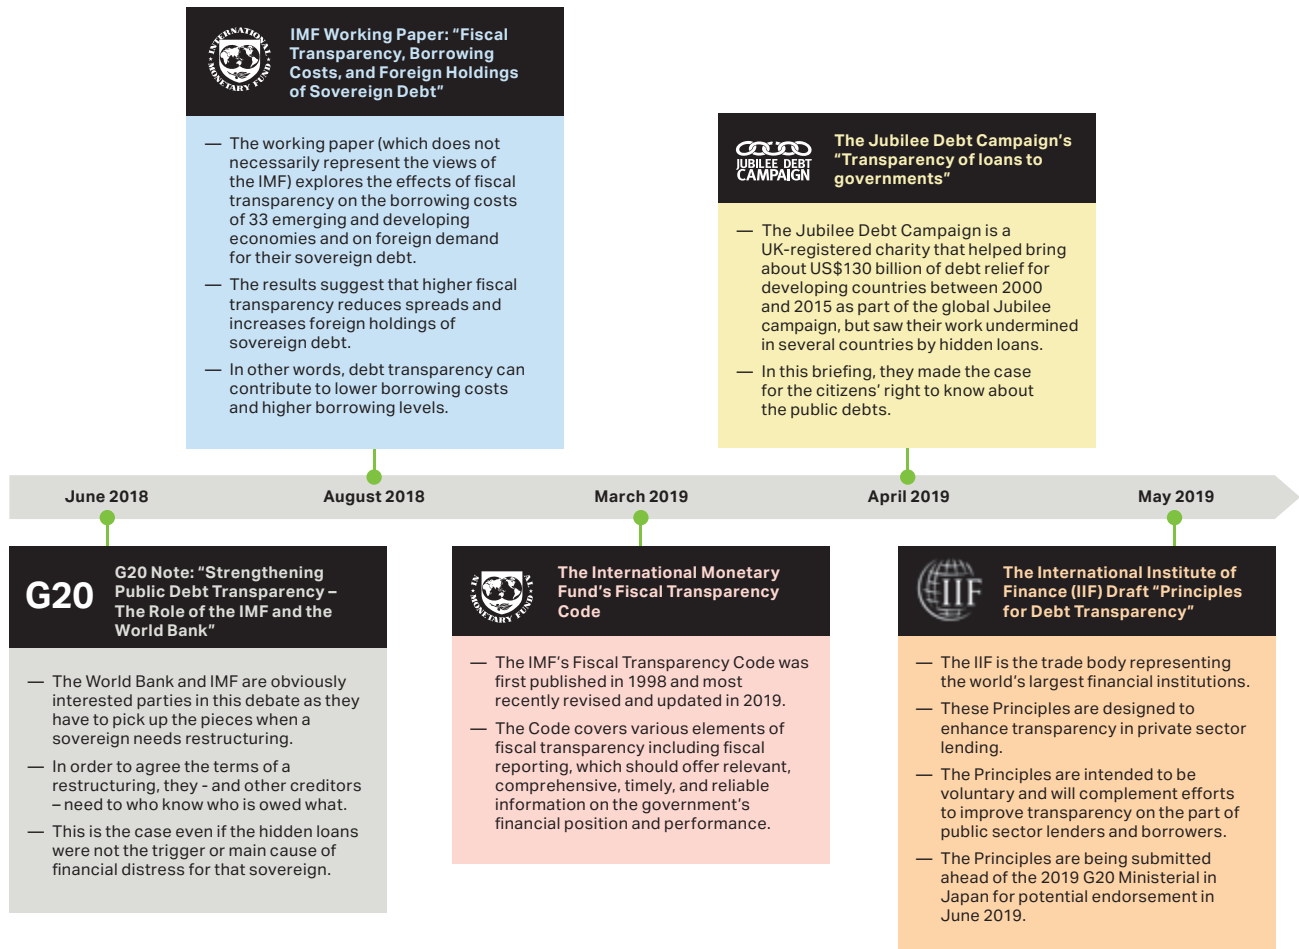 INTERNATIONAL
MONETARY FUND
IMF Working Paper: “Fiscal
Transparency, Borrowing
Costs, and Foreign Holdings
of Sovereign Debt”
— The working paper (which does not
necessarily represent the views of
the IMF) explores the effects of fiscal
transparency on the borrowing costs
of 33 emerging and developing
economies and on foreign demand
for their sovereign debt.
— The results suggest that higher fiscal
transparency reduces spreads and
increases foreign holdings of
sovereign debt.
— In other words, debt transparency can
contribute to lower borrowing costs
and higher borrowing levels.
JUBILEE DEBT
CAMPAIGN
The Jubilee Debt Campaign’s
“Transparency of loans to
governments”
— The Jubilee Debt Campaign is a
UK-registered charity that helped bring
about US$130 billion of debt relief for
developing countries between 2000
and 2015 as part of the global Jubilee
campaign, but saw their work undermined
in several countries by hidden loans.
— In this briefing, they made the case
for the citizens’ right to know about
the public debts.
June 2018
August 2018
March 2019
April 2019
May 2019
G20
G20 Note: “Strengthening
Public Debt Transparency –
The Role of the IMF and the
World Bank”
— The World Bank and IMF are obviously
interested parties in this debate as they
have to pick up the pieces when a
sovereign needs restructuring.
— In order to agree the terms of a
restructuring, they - and other creditors
– need to who know who is owed what.
— This is the case even if the hidden loans
were not the trigger or main cause of
financial distress for that sovereign.
MONETARY FUND
The International Monetary
Fund’s Fiscal Transparency
Code
— The IMF’s Fiscal Transparency Code was
first published in 1998 and most
recently revised and updated in 2019.
— The Code covers various elements of
fiscal transparency including fiscal
reporting, which should offer relevant,
comprehensive, timely, and reliable
information on the government’s
financial position and performance.
IIF
The International Institute of
Finance (IIF) Draft “Principles
for Debt Transparency”
— The IIF is the trade body representing
the world’s largest financial institutions.
— These Principles are designed to
enhance transparency in private sector
lending.
— The Principles are intended to be
voluntary and will complement efforts
to improve transparency on the part of
public sector lenders and borrowers.
— The Principles are being submitted
ahead of the 2019 G20 Ministerial in
Japan for potential endorsement in
June 2019.